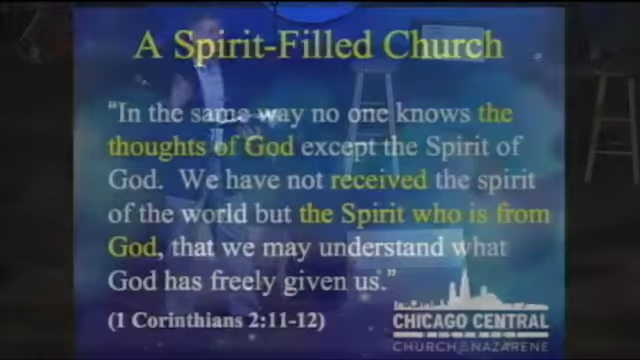 A Spirit-Filled Church
“In the same way no one knows the
thoughts of God except the Spirit of
God. We have not received the spirit
of the world but the Spirit who is from
God, that we may understand what
God has freely given us.”
(1 Corinthians 2:11-12)
CHICAGO CENTRAL
CHURCH OF THE NAZARENE